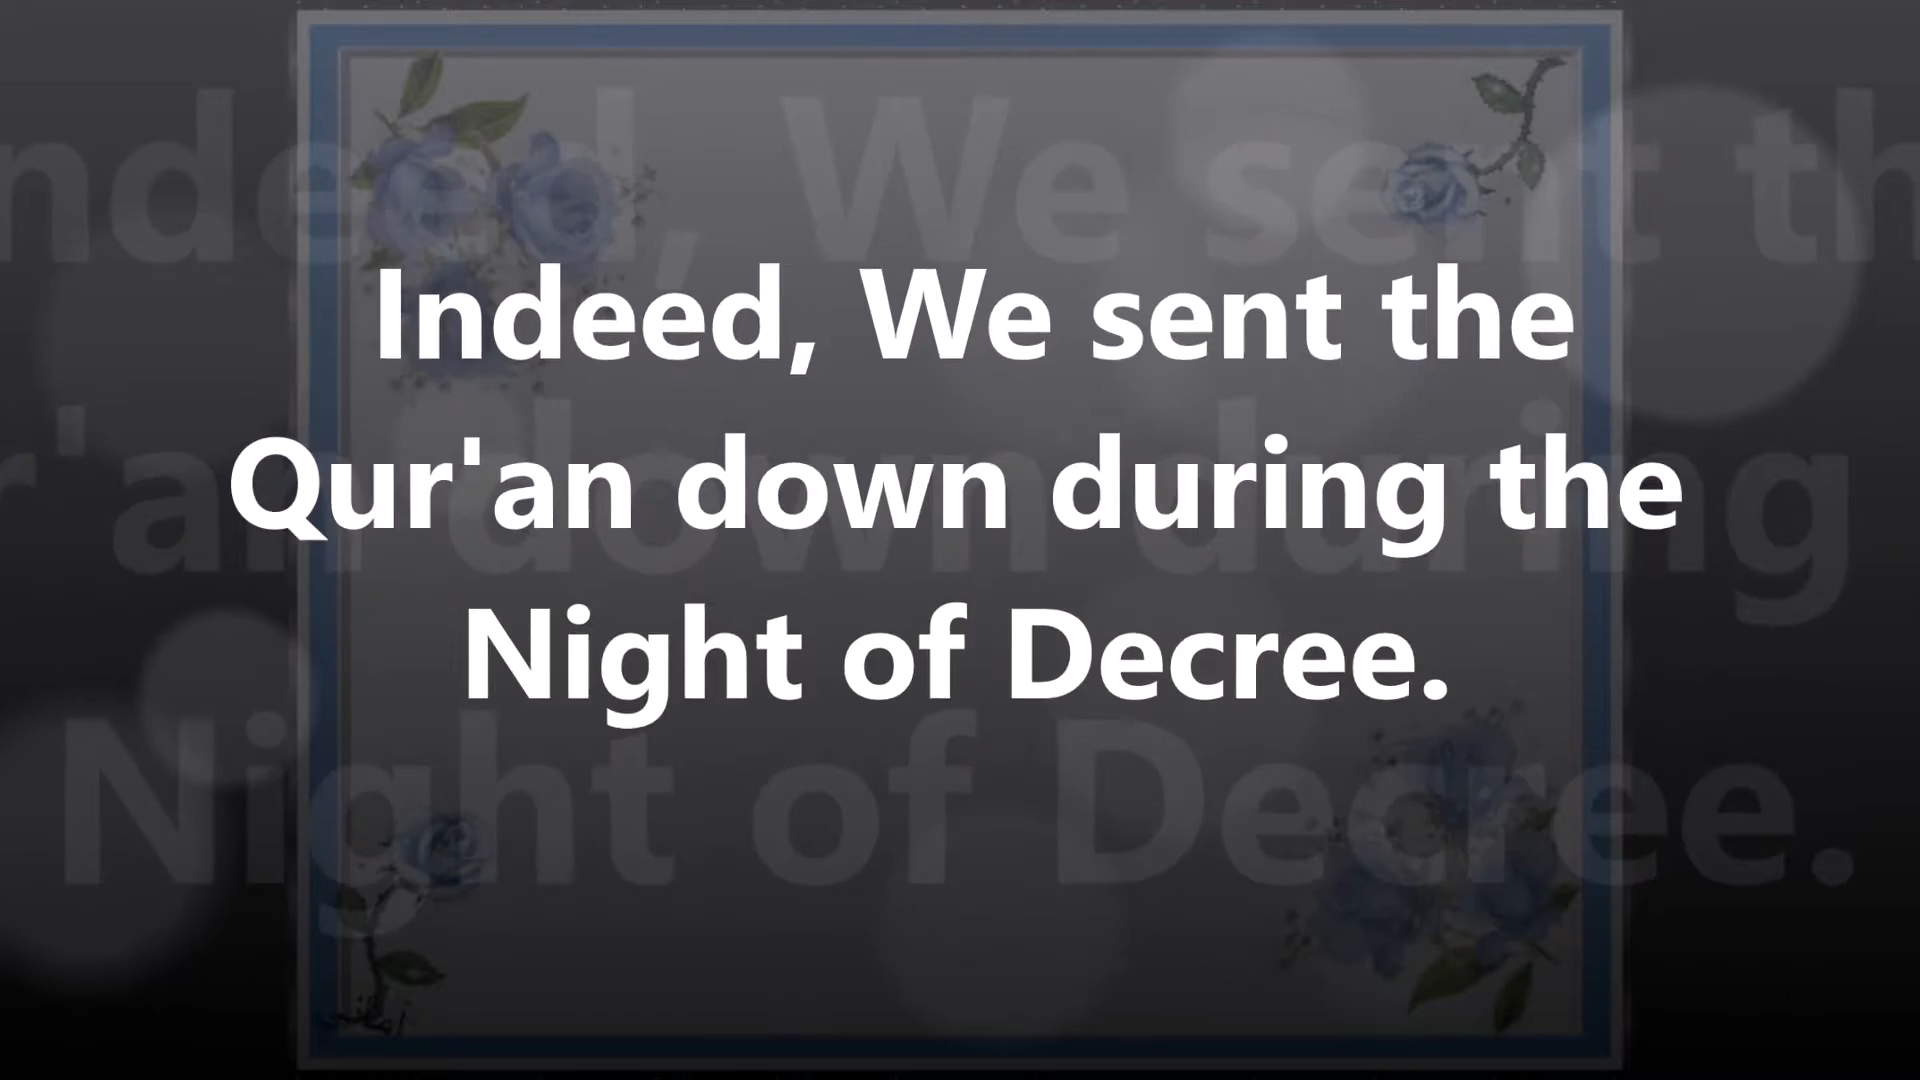 Indeed, We sent the
Qur'an down during the
Night of Decree.